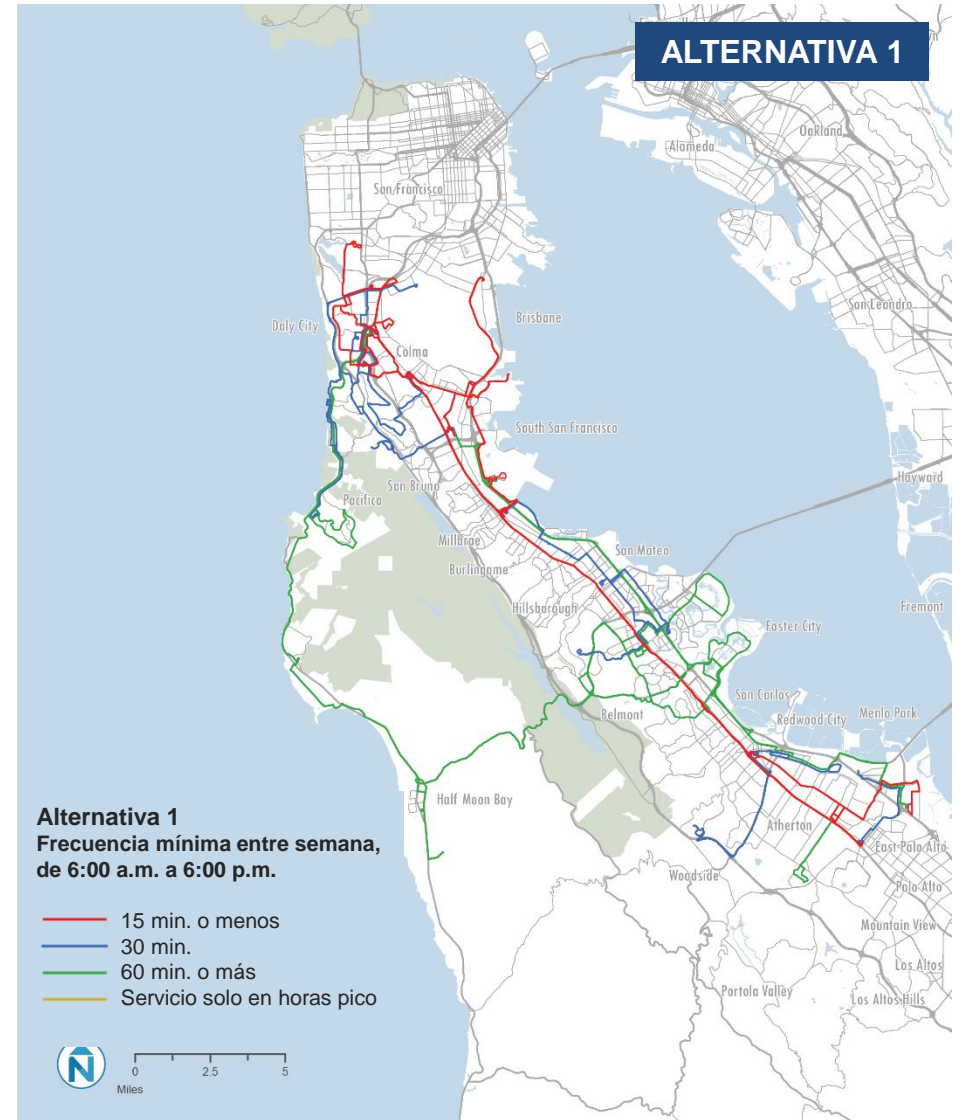 ALTERNATIVA 1
Oakland
Alameda
San Francisco
San Leandro
Daly City
Brisbane
Colma
South San Francisco
Hayward
San Bruno
Pacifica
Millbrae
San Mateo
Burlingame
Hillsborough
Fremont
Foster City
San Carlos
Belmont
Redwood City
Menlo Park
Half Moon Bay
Atherton
East Palo Alto
Woodside
Palo Alto
Mountain View
Los Altos
Portola Valley
Los Altos Hills
Alternativa 1
Frecuencia mínima entre semana,
de 6:00 a.m. a 6:00 p.m.
15 min. o menos
30 min.
60 min. o más
Servicio solo en horas pico
N
0 2.5 5
Miles